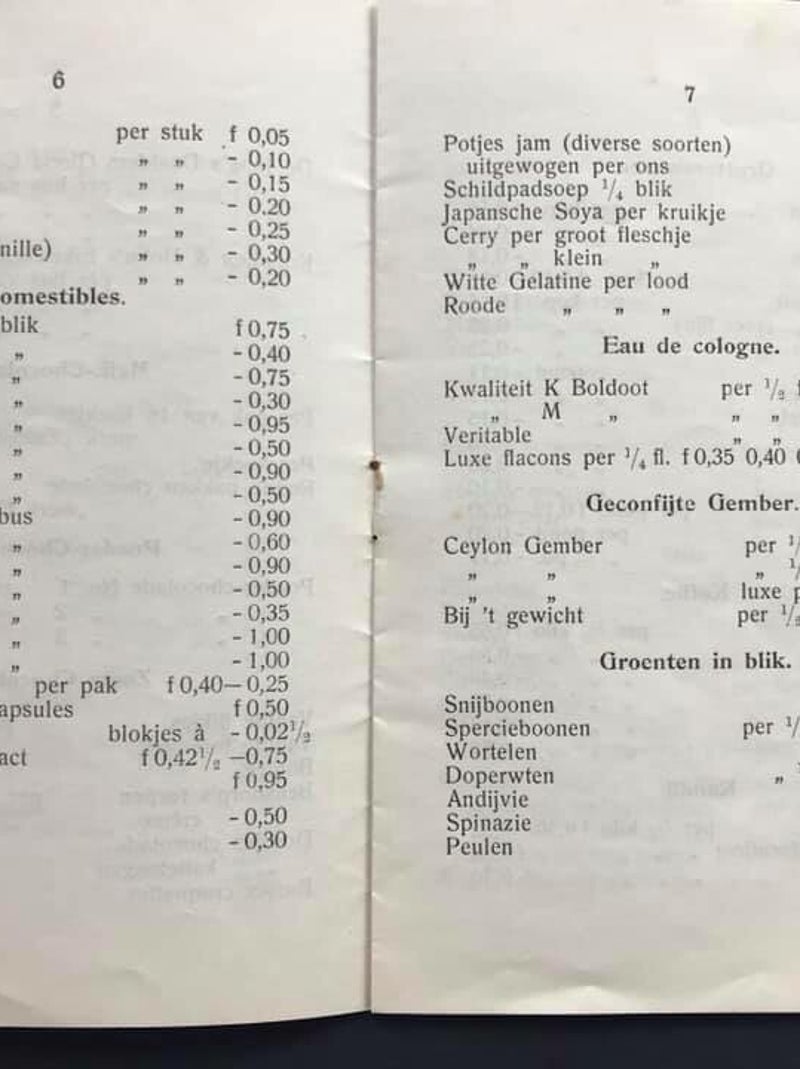 6
per stuk f 0,05
„ „ - 0,10
„ „ - 0,15
„ „ - 0.20
„ „ - 0,25
nille) „ „ - 0,30
„ „ - 0,20
omestibles.
blik f 0,75
„ - 0,40
„ - 0,75
„ - 0,30
„ - 0,95
„ - 0,50
„ - 0,90
„ - 0,50
bus - 0,90
„ - 0,60
„ - 0,90
„ - 0,50
„ - 0,35
„ - 1,00
„ - 1,00
per pak f 0,40—0,25
apsules f 0,50
blokjes à - 0,02½
act f 0,42½ —0,75
f 0,95
- 0,50
- 0,30
7
Potjes jam (diverse soorten)
uitgewogen per ons
Schildpadsoep ¼ blik
Japansche Soya per kruikje
Cerry per groot fleschje
„ „ klein „
Witte Gelatine per lood
Roode „ „ „
Eau de cologne.
Kwaliteit K Boldoot per ½ f
„ M „ „ „
Veritable „ „
Luxe flacons per ¼ fl. f 0,35 0,40
Geconfijte Gember.
Ceylon Gember per
„ „ „
„ „ luxe p
Bij 't gewicht per
Groenten in blik.
Snijboonen
Spercieboonen per
Wortelen
Doperwten „
Andijvie
Spinazie
Peulen